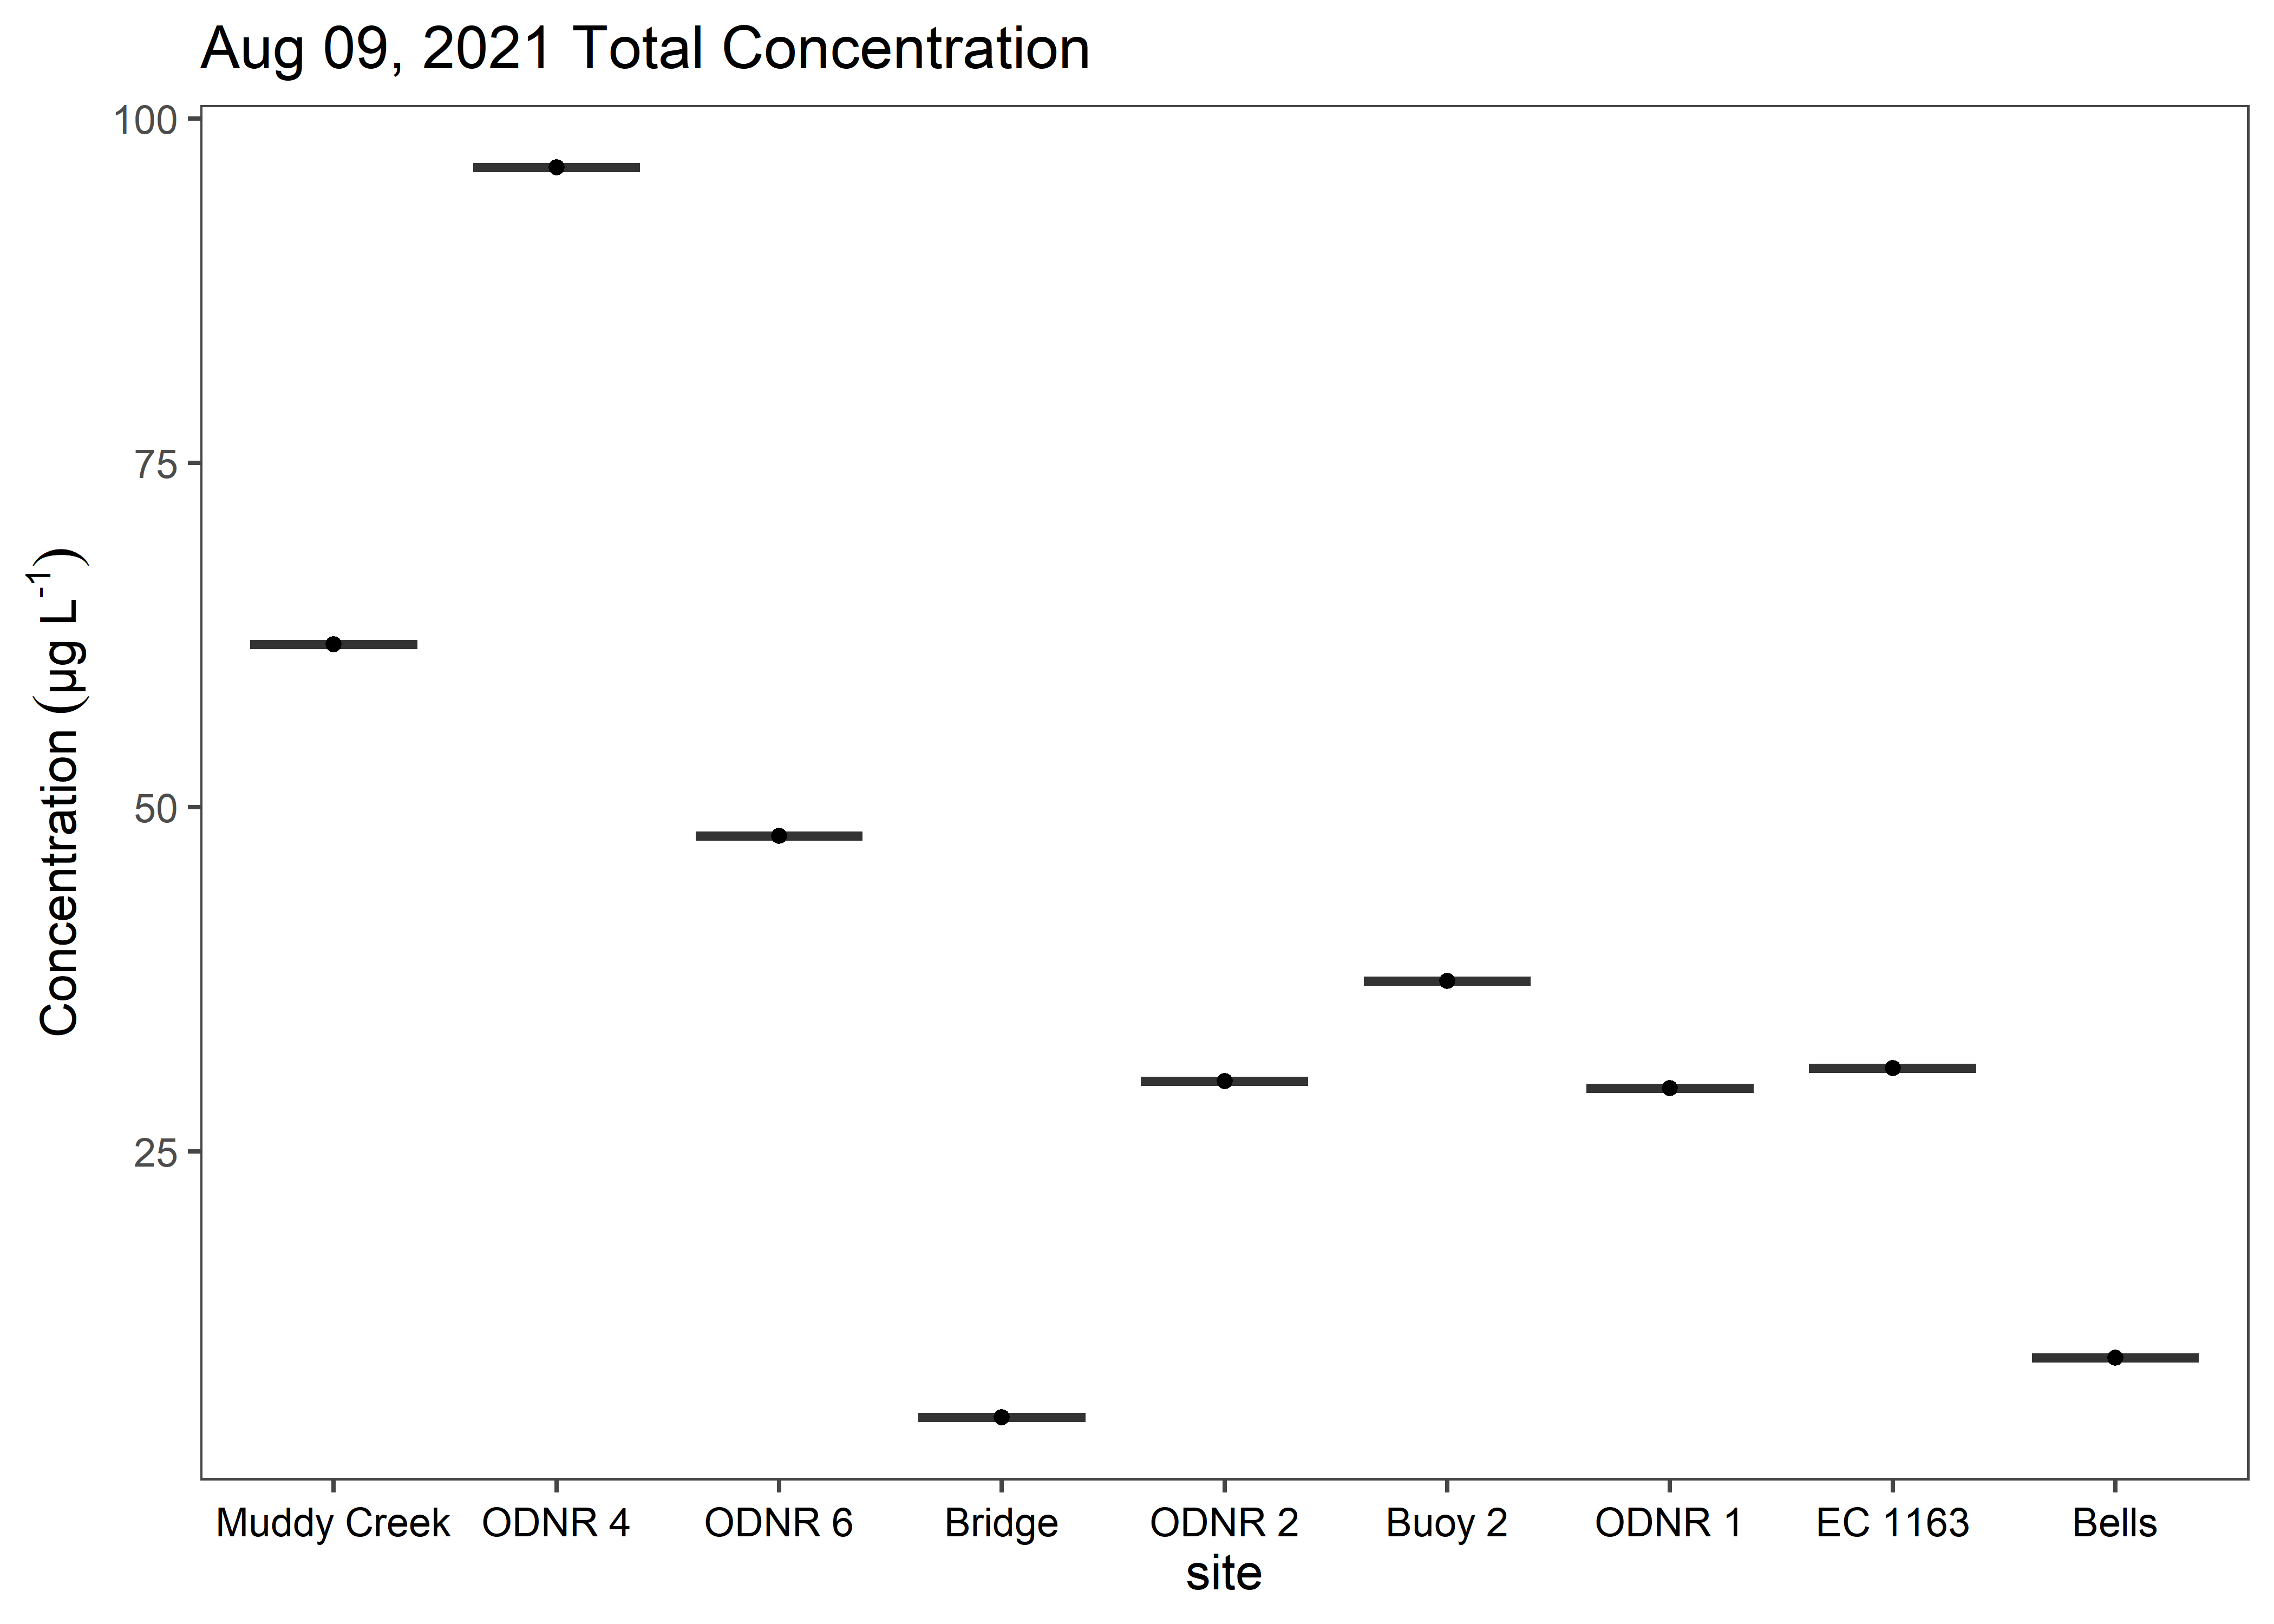 Aug 09, 2021 Total Concentration
100
75
50
25
Concentration (µg L⁻¹)
Muddy Creek ODNR 4 ODNR 6 Bridge ODNR 2 Buoy 2 ODNR 1 EC 1163 Bells
site